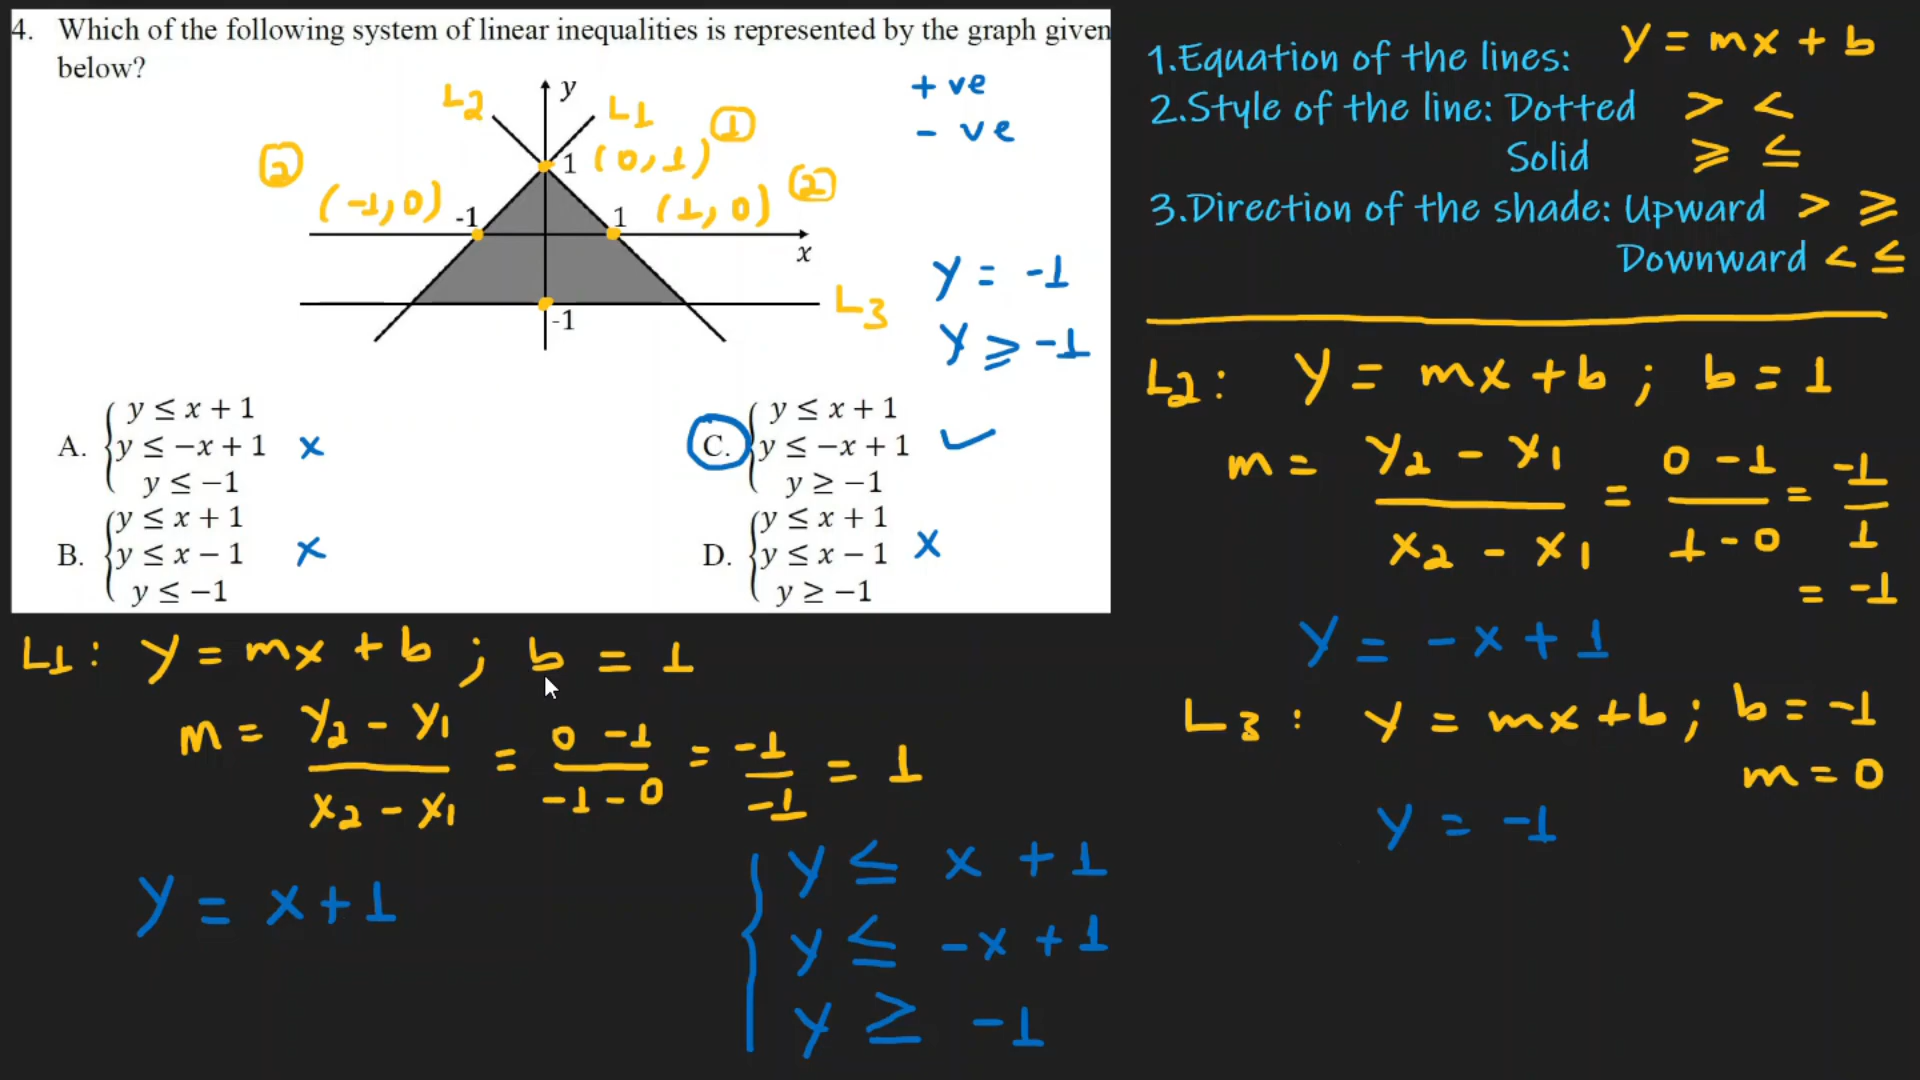 4. Which of the following system of linear inequalities is represented by the graph given
below?
+ ve
- ve
L2
y
L1
1
(0,1)
1
2
(-1,0)
-1
1
(1,0)
2
x
-1
L3
y = -1
y ≥ -1
A. { y ≤ x + 1
y ≤ −x + 1 x
y ≤ −1
B. { y ≤ x + 1
y ≤ x − 1 x
y ≤ −1
C. { y ≤ x + 1
y ≤ −x + 1 ✓
y ≥ −1
D. { y ≤ x + 1
y ≤ x − 1 x
y ≥ −1
1.Equation of the lines: y = mx + b
2.Style of the line: Dotted > <
Solid ≥ ≤
3.Direction of the shade: Upward > ≥
Downward < ≤
L1: y = mx + b ; b = 1
m = y2 - y1 / x2 - x1 = 0 - 1 / -1 - 0 = -1 / -1 = 1
y = x + 1
L2: y = mx + b ; b = 1
m = y2 - y1 / x2 - x1 = 0 - 1 / 1 - 0 = -1 / 1
= -1
y = -x + 1
L3: y = mx + b ; b = -1
m = 0
y = -1
{ y ≤ x + 1
y ≤ -x + 1
y ≥ -1